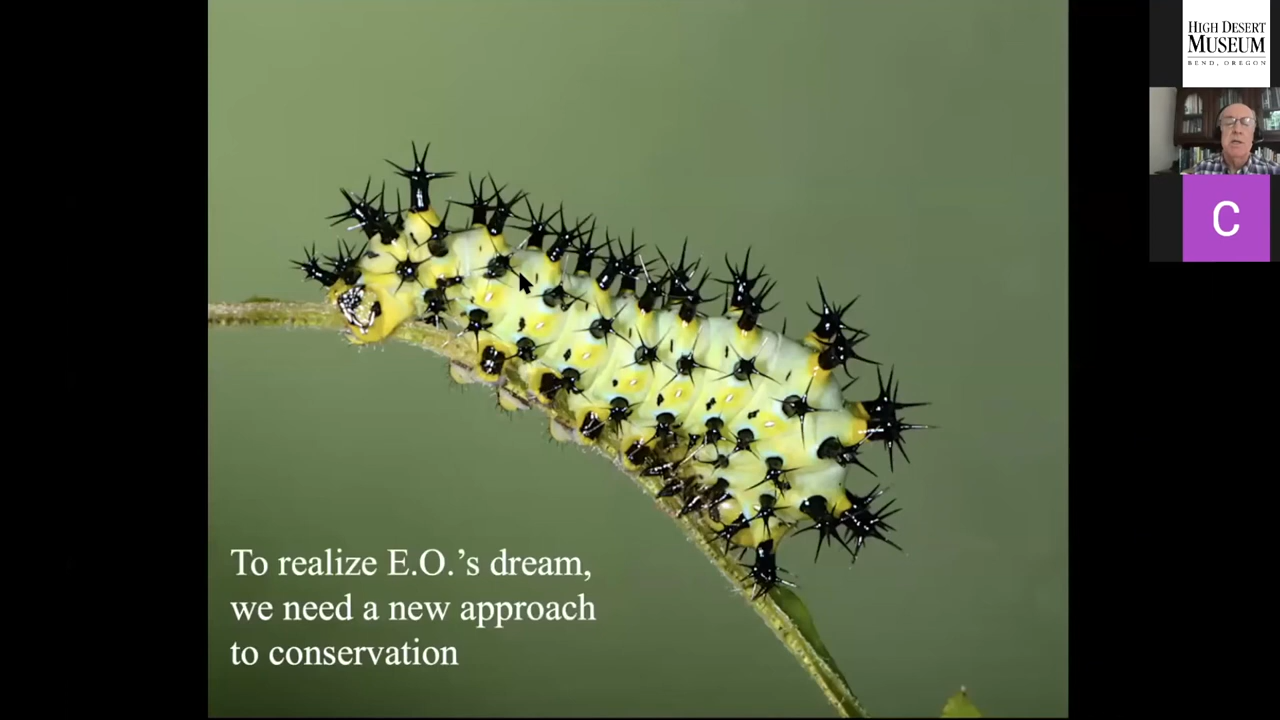 To realize E.O.’s dream,
we need a new approach
to conservation
HIGH DESERT
MUSEUM
BEND, OREGON
C